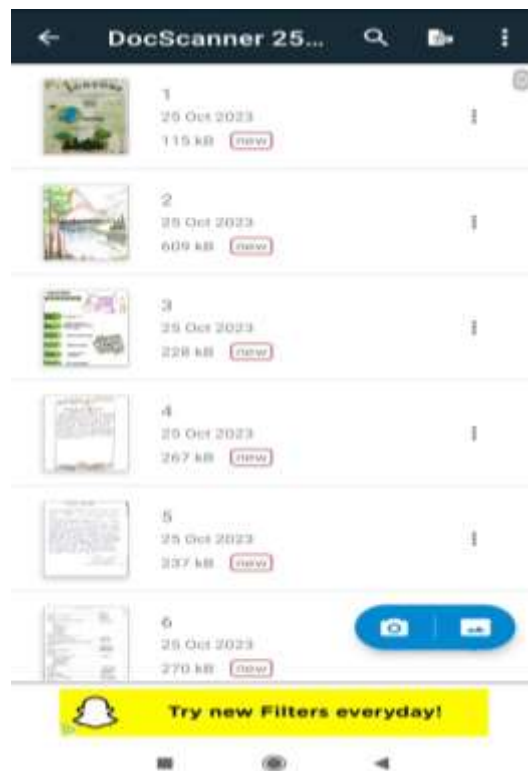 DocScanner 25...
1
25 Oct 2023
115 kB new
2
25 Oct 2023
609 kB new
3
25 Oct 2023
228 kB new
4
25 Oct 2023
267 kB new
5
25 Oct 2023
237 kB new
6
25 Oct 2023
270 kB new
Try new Filters everyday!